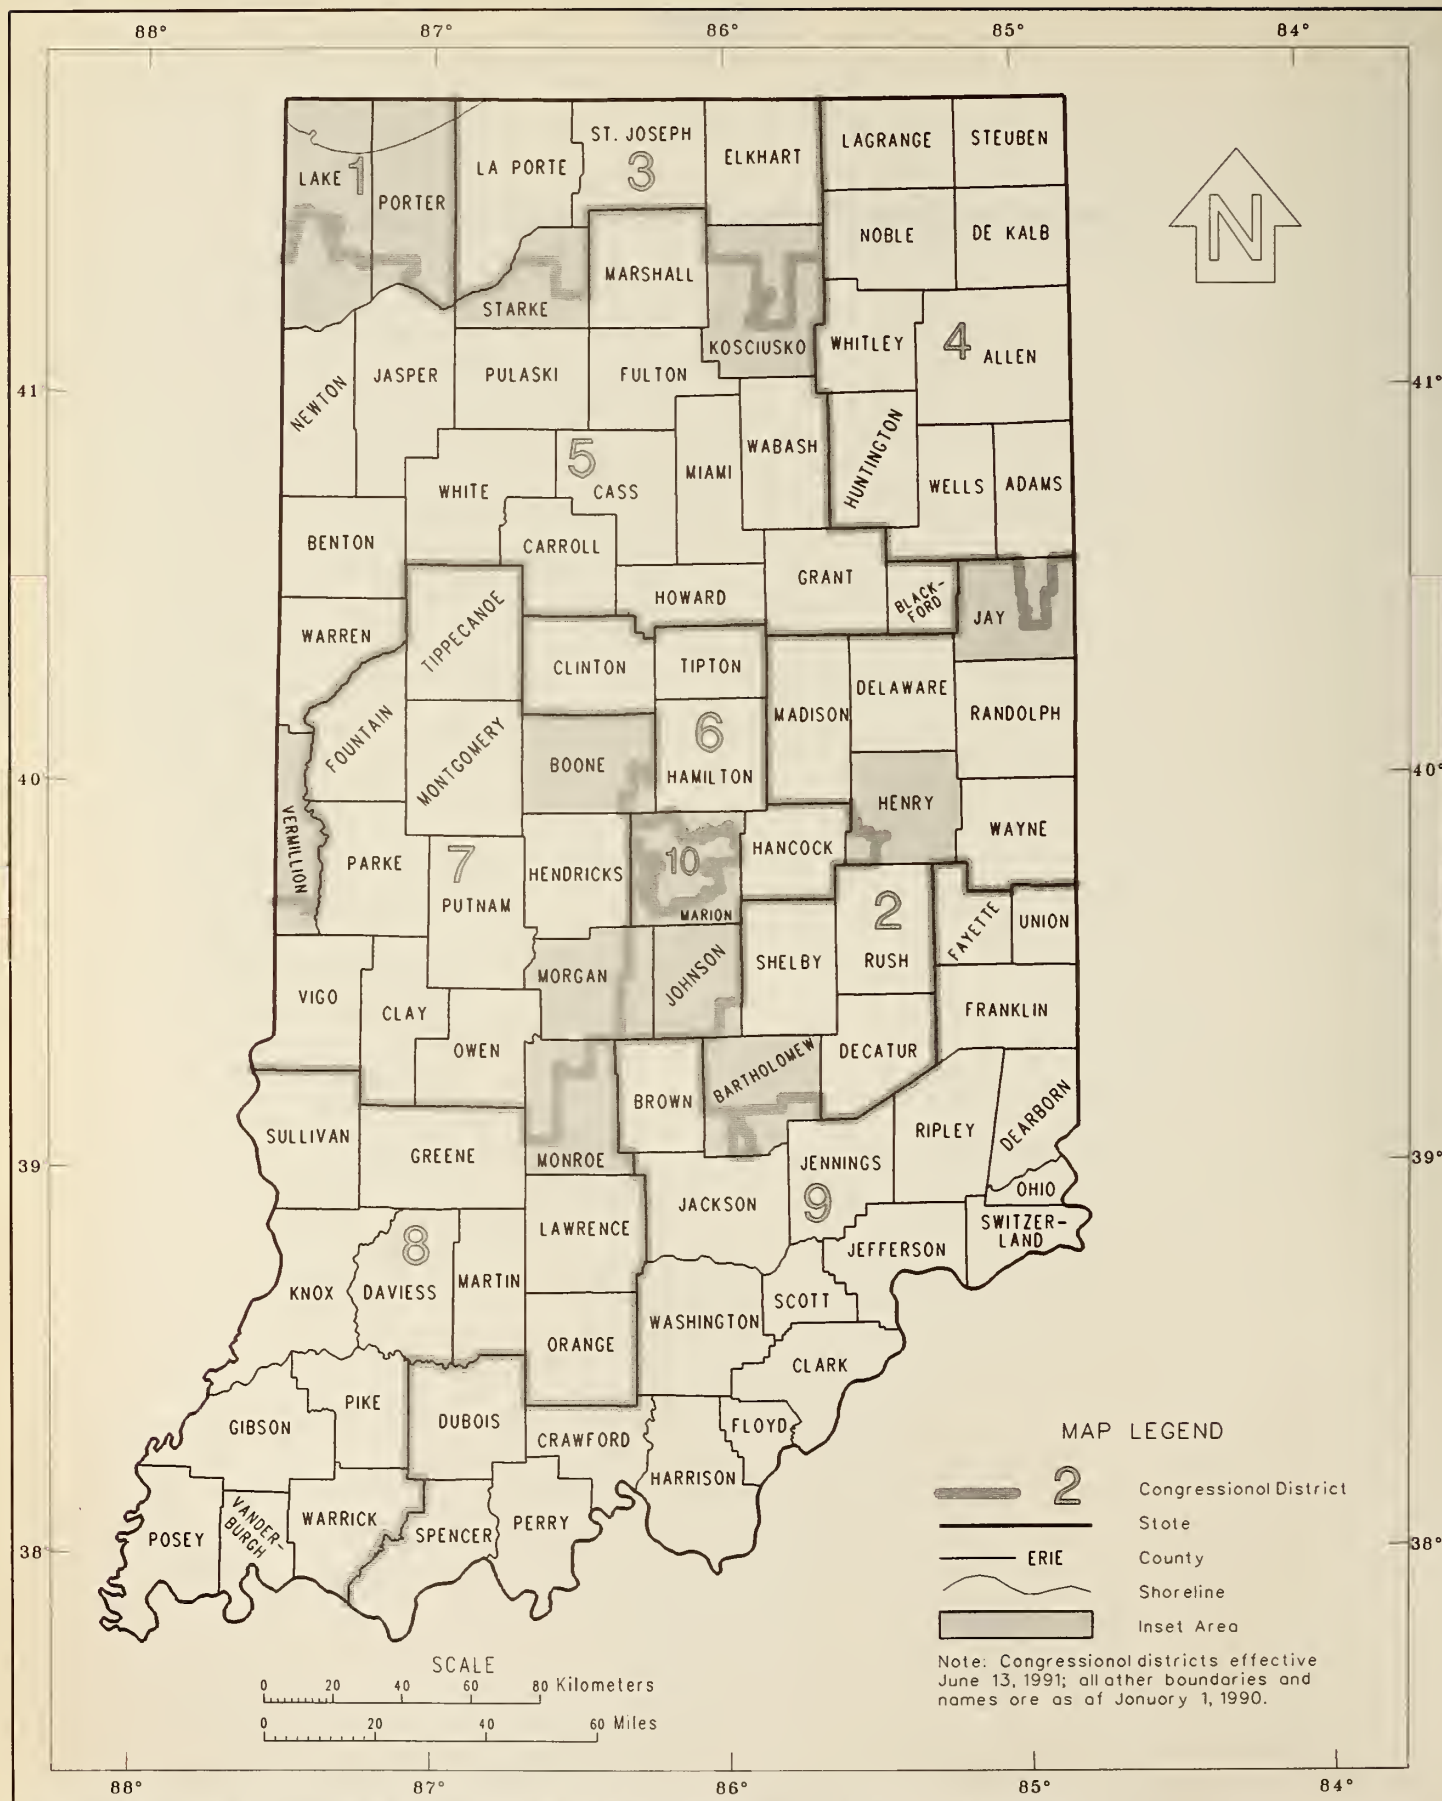 88° 87° 86° 85° 84°
ST. JOSEPH
LAGRANGE
STEUBEN
ELKHART
LA PORTE
3
LAKE
1
PORTER
N
NOBLE
DE KALB
MARSHALL
STARKE
KOSCIUSKO
WHITLEY
4
ALLEN
41
41°
NEWTON
JASPER
PULASKI
FULTON
HUNTINGTON
WABASH
5
MIAMI
WHITE
CASS
WELLS
ADAMS
BENTON
CARROLL
GRANT
BLACK-
FORD
HOWARD
JAY
TIPPECANOE
WARREN
CLINTON
TIPTON
DELAWARE
MADISON
RANDOLPH
FOUNTAIN
MONTGOMERY
6
BOONE
HAMILTON
40
40°
HENRY
VERMILLION
WAYNE
PARKE
7
HENDRICKS
10
HANCOCK
PUTNAM
MARION
2
FAYETTE
UNION
MORGAN
JOHNSON
SHELBY
RUSH
VIGO
CLAY
FRANKLIN
OWEN
DECATUR
BARTHOLOMEW
BROWN
DEARBORN
RIPLEY
SULLIVAN
GREENE
MONROE
JENNINGS
39
39°
OHIO
JACKSON
9
LAWRENCE
SWITZER-
LAND
8
JEFFERSON
KNOX
DAVIESS
MARTIN
SCOTT
WASHINGTON
ORANGE
CLARK
PIKE
GIBSON
DUBOIS
CRAWFORD
FLOYD
HARRISON
VANDER-
BURGH
WARRICK
POSEY
SPENCER
PERRY
38
38°
MAP LEGEND
2 Congressional District
State
ERIE County
Shoreline
Inset Area
Note: Congressional districts effective
June 13, 1991; all other boundaries and
names are as of January 1, 1990.
SCALE
0 20 40 60 80 Kilometers
0 20 40 60 Miles
88° 87° 86° 85° 84°